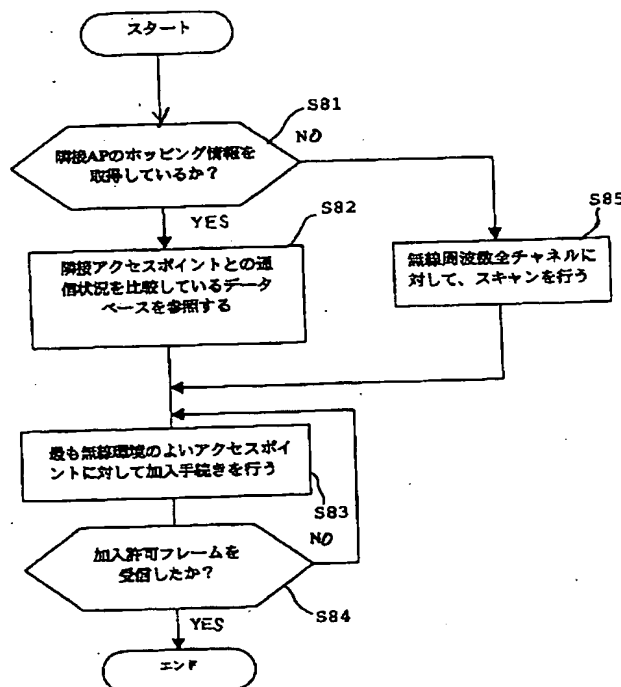 スタート
S81
隣接APのホッピング情報を
取得しているか？
NO
YES
S82
隣接アクセスポイントとの通
信状況を比較しているデータ
ベースを参照する
S85
無線周波数全チャネルに
対して、スキャンを行う
最も無線環境のよいアクセスポイ
ントに対して加入手続きを行う
S83
加入許可フレームを
受信したか？
NO
S84
YES
エンド